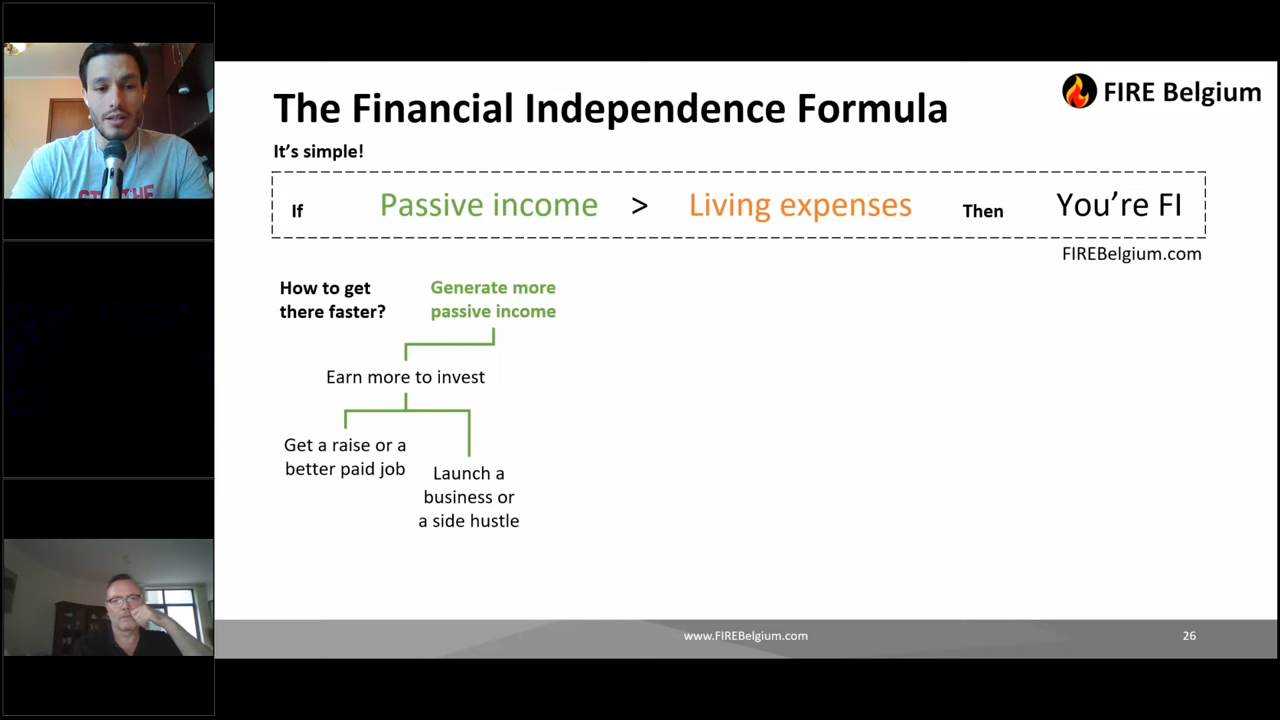 FIRE Belgium
The Financial Independence Formula
It's simple!
If Passive income > Living expenses Then You're FI
FIREBelgium.com
How to get
there faster?
Generate more
passive income
Earn more to invest
Get a raise or a
better paid job
Launch a
business or
a side hustle
www.FIREBelgium.com
26